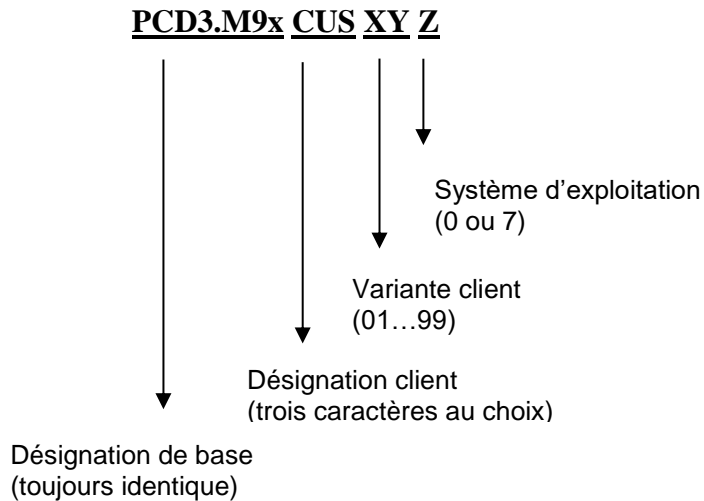 PCD3.M9x CUS XY Z
Système d'exploitation
(0 ou 7)
Variante client
(01…99)
Désignation client
(trois caractères au choix)
Désignation de base
(toujours identique)